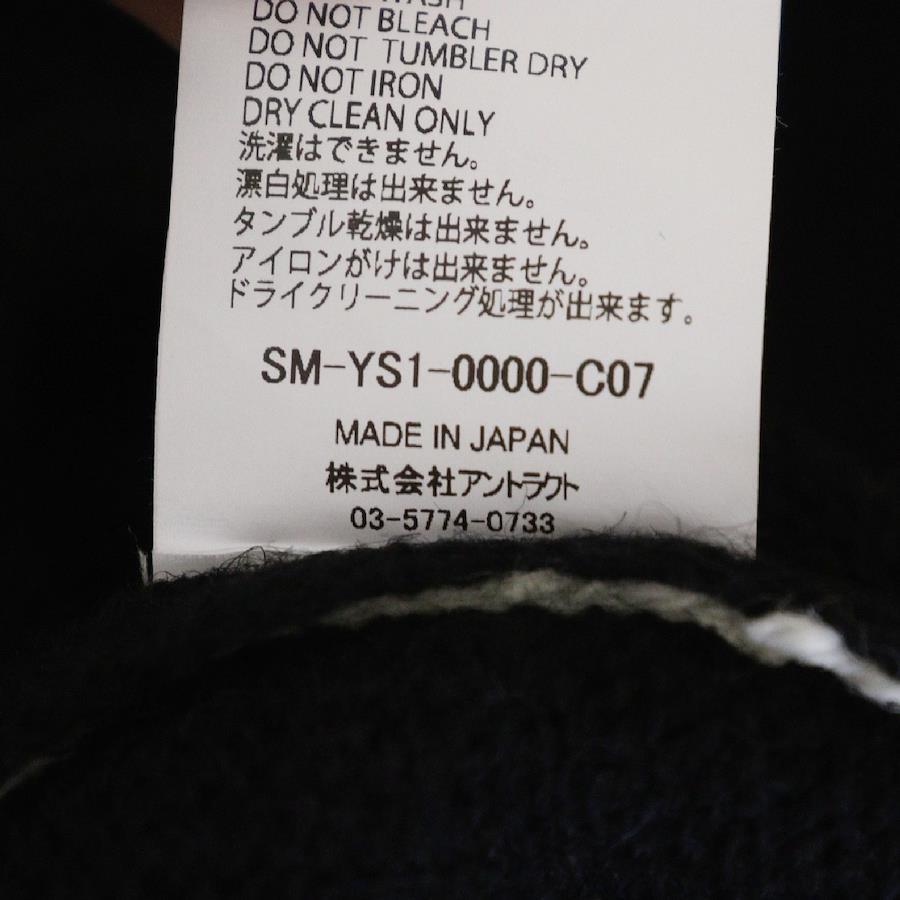 WASH
DO NOT BLEACH
DO NOT TUMBLER DRY
DO NOT IRON
DRY CLEAN ONLY
洗濯はできません。
漂白処理は出来ません。
タンブル乾燥は出来ません。
アイロンがけは出来ません。
ドライクリーニング処理が出来ます。
SM-YS1-0000-C07
MADE IN JAPAN
株式会社アントラクト
03-5774-0733